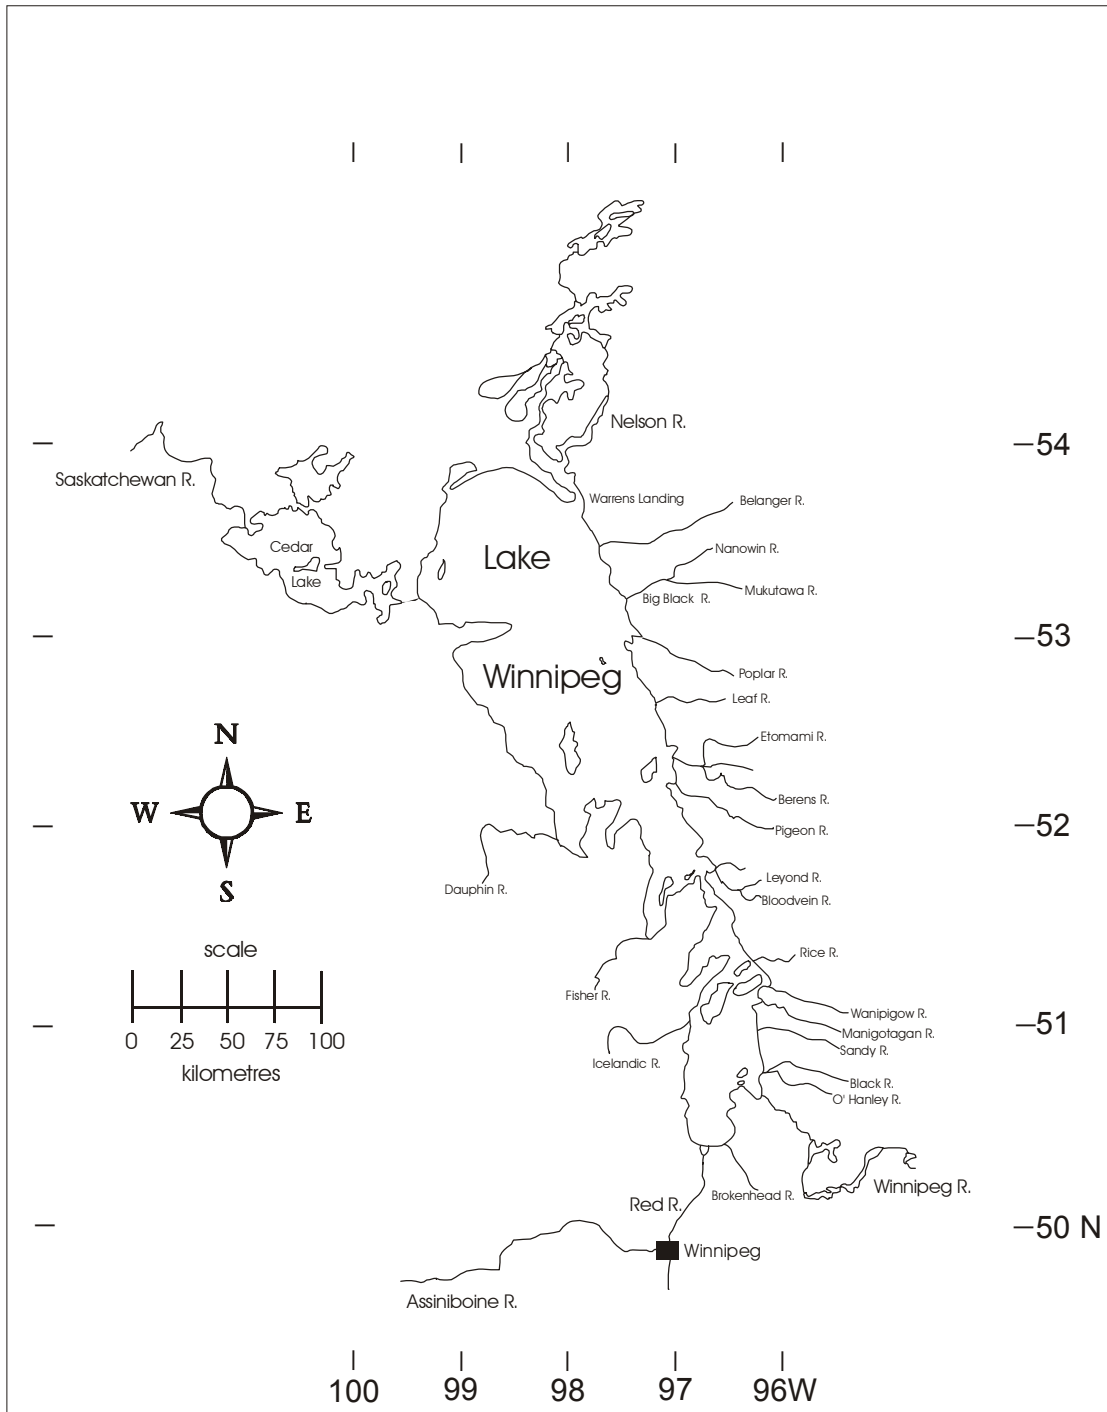 Nelson R.
54
Saskatchewan R.
Warrens Landing
Belanger R.
Cedar
Lake
Lake
Nanowin R.
Mukutawa R.
Big Black R.
53
Winnipeg
Poplar R.
Leaf R.
N
Etomami R.
W
E
Berens R.
52
Pigeon R.
S
Dauphin R.
Leyond R.
Bloodvein R.
scale
Rice R.
Fisher R.
Wanipigow R.
51
Manigotagan R.
0 25 50 75 100
Sandy R.
Icelandic R.
kilometres
Black R.
O' Hanley R.
Winnipeg R.
Brokenhead R.
Red R.
50 N
Winnipeg
Assiniboine R.
100 99 98 97 96W